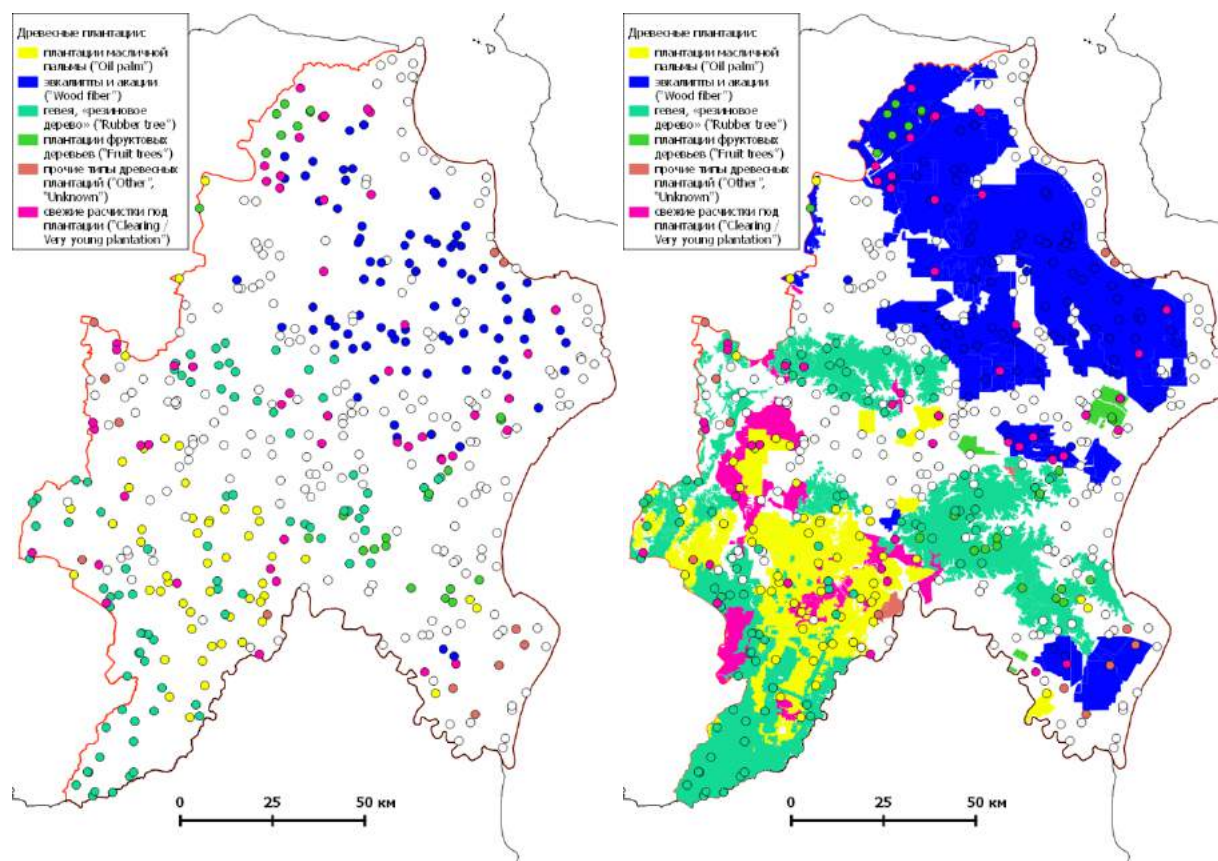 Древесные плантации:
плантации масличной
пальмы ("Oil palm")
эвкалипты и акации
("Wood fiber")
гевея, «резиновое
дерево» ("Rubber tree")
плантации фруктовых
деревьев ("Fruit trees")
прочие типы древесных
плантаций ("Other",
"Unknown")
свежие расчистки под
плантации ("Clearing /
Very young plantation")
0 25 50 км
Древесные плантации:
плантации масличной
пальмы ("Oil palm")
эвкалипты и акации
("Wood fiber")
гевея, «резиновое
дерево» ("Rubber tree")
плантации фруктовых
деревьев ("Fruit trees")
прочие типы древесных
плантаций ("Other",
"Unknown")
свежие расчистки под
плантации ("Clearing /
Very young plantation")
0 25 50 км